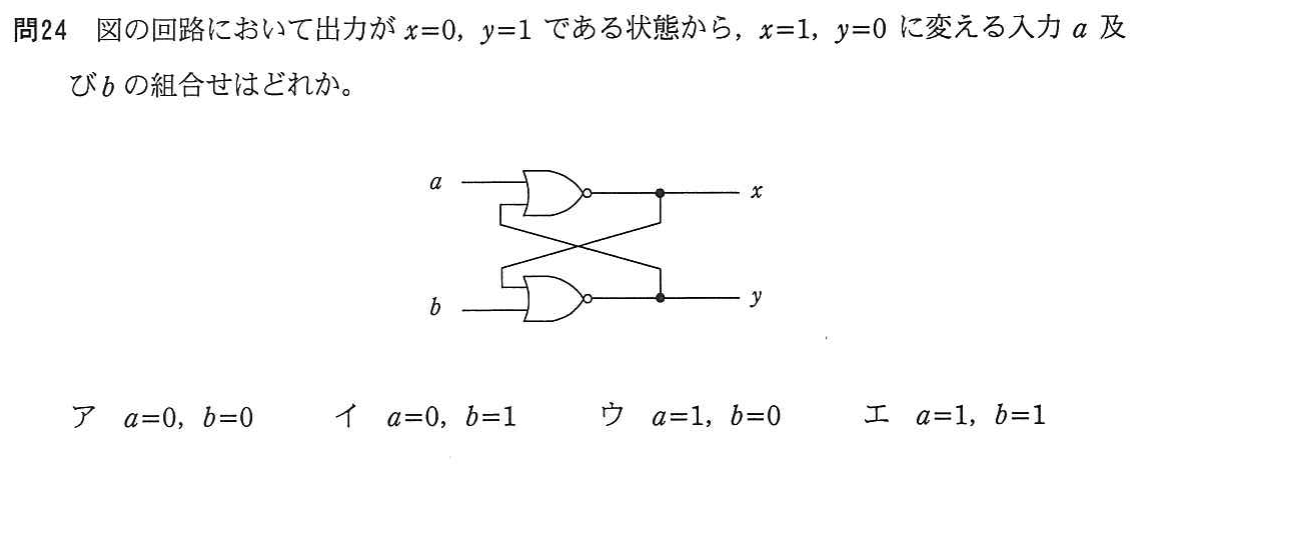 問24 図の回路において出力が x=0, y=1 である状態から, x=1, y=0 に変える入力 a 及
び b の組合せはどれか。
a
x
b
y
ア a=0, b=0 イ a=0, b=1 ウ a=1, b=0 エ a=1, b=1